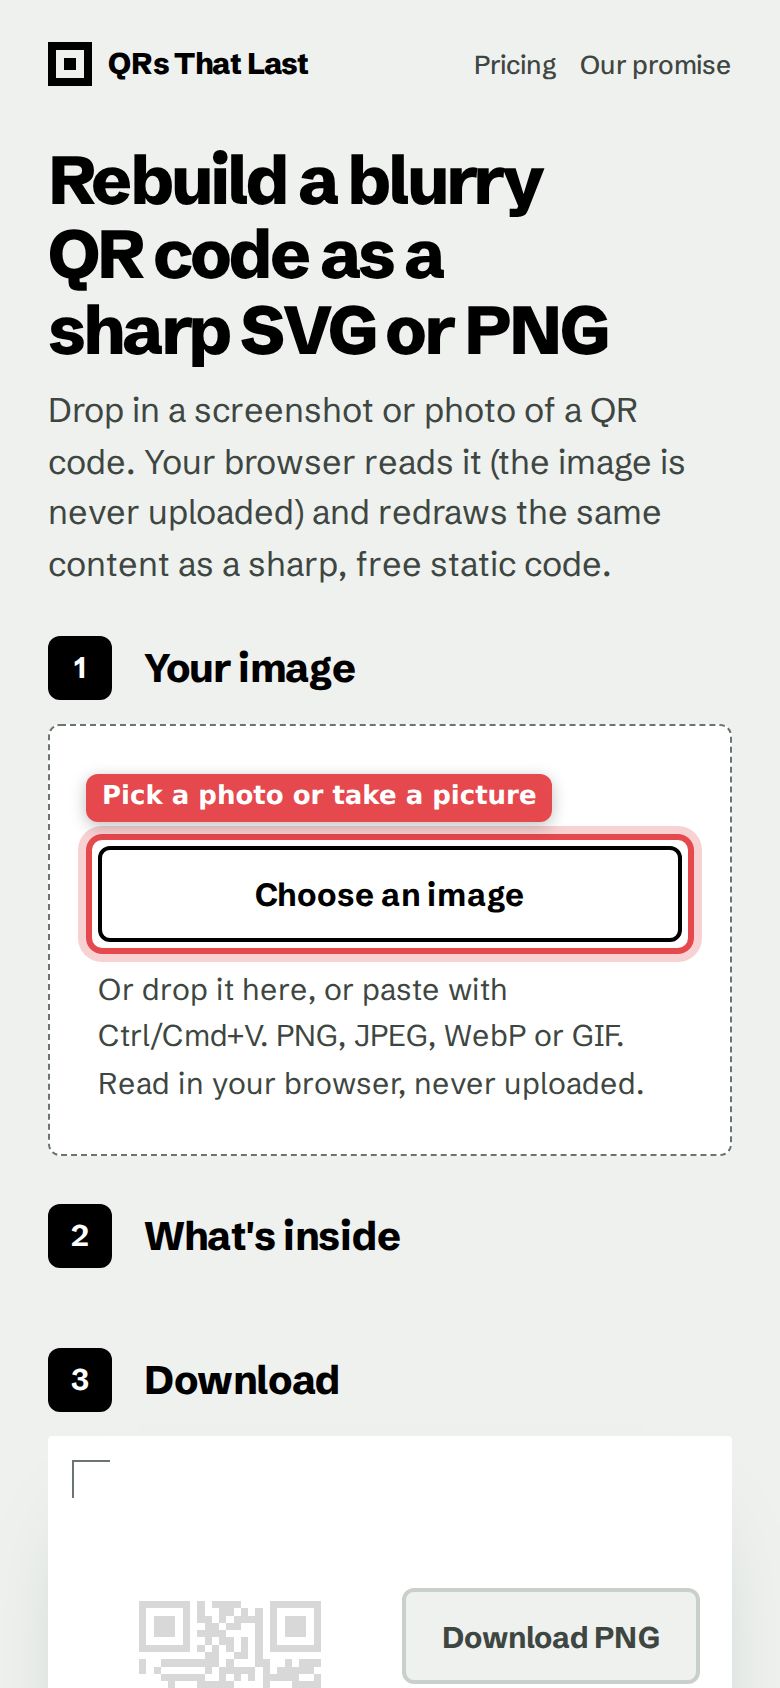 QRs That Last
Pricing Our promise
Rebuild a blurry
QR code as a
sharp SVG or PNG
Drop in a screenshot or photo of a QR
code. Your browser reads it (the image is
never uploaded) and redraws the same
content as a sharp, free static code.
1 Your image
Pick a photo or take a picture
Choose an image
Or drop it here, or paste with
Ctrl/Cmd+V. PNG, JPEG, WebP or GIF.
Read in your browser, never uploaded.
2 What's inside
3 Download
Download PNG